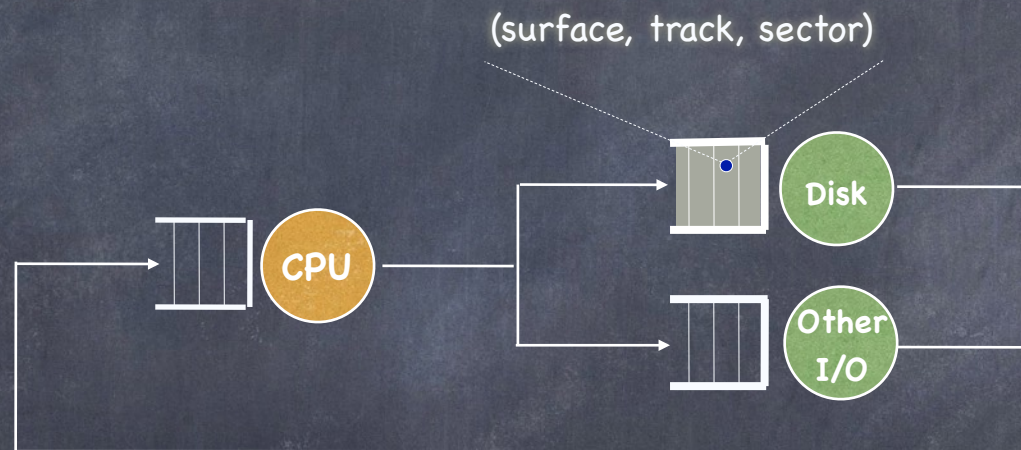 (surface, track, sector)
Disk
CPU
Other
I/O